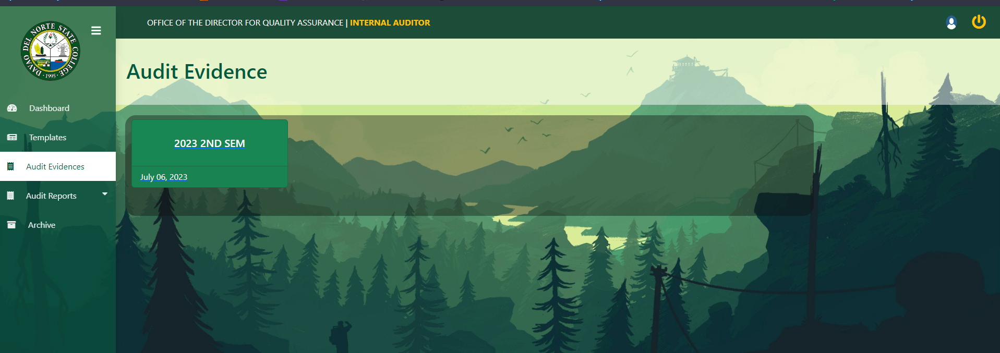 DAVAO DEL NORTE STATE COLLEGE
· 1995 ·
OFFICE OF THE DIRECTOR FOR QUALITY ASSURANCE | INTERNAL AUDITOR
Audit Evidence
Dashboard
Templates
Audit Evidences
Audit Reports
Archive
2023 2ND SEM
July 06, 2023